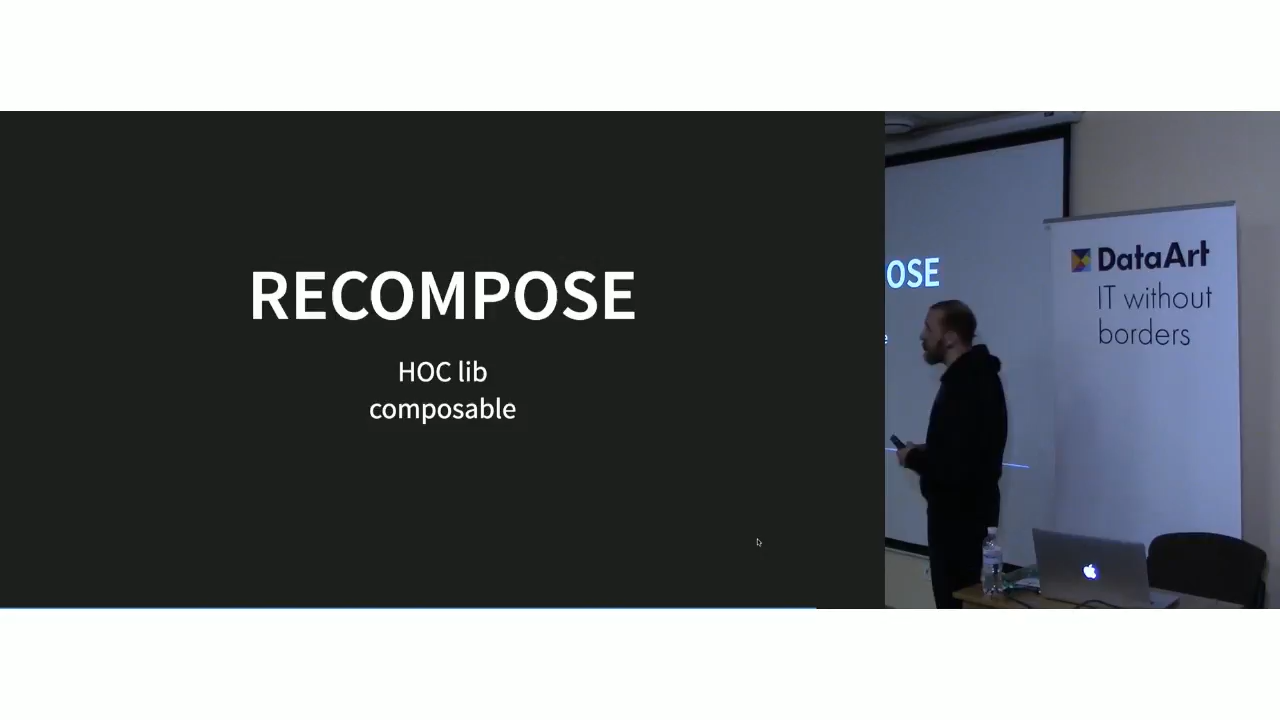 RECOMPOSE
HOC lib
composable
OSE
e
DataArt
IT without
borders